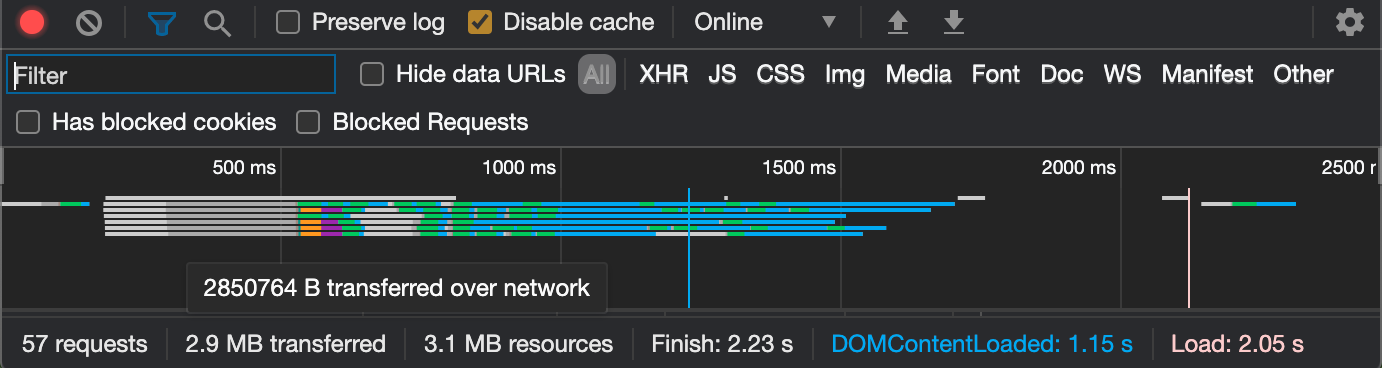 Preserve log Disable cache Online
Filter Hide data URLs All XHR JS CSS Img Media Font Doc WS Manifest Other
Has blocked cookies Blocked Requests
500 ms 1000 ms 1500 ms 2000 ms 2500 r
2850764 B transferred over network
57 requests 2.9 MB transferred 3.1 MB resources Finish: 2.23 s DOMContentLoaded: 1.15 s Load: 2.05 s